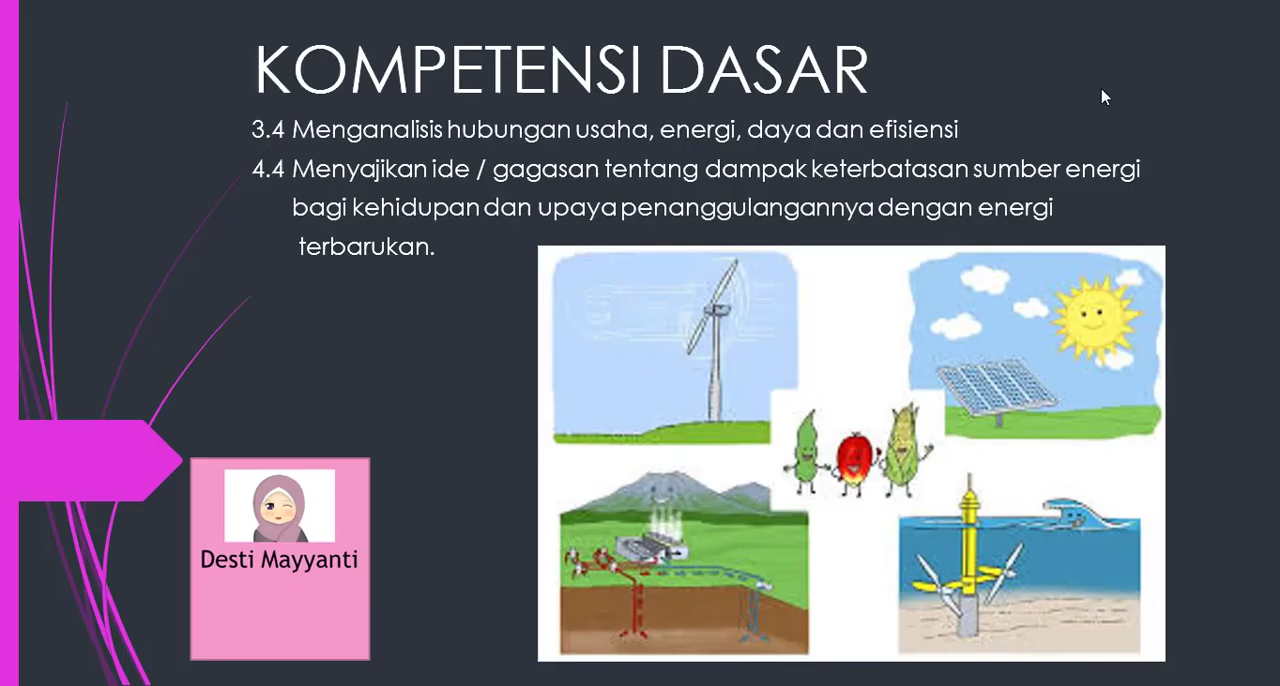 KOMPETENSI DASAR
3.4 Menganalisis hubungan usaha, energi, daya dan efisiensi
4.4 Menyajikan ide / gagasan tentang dampak keterbatasan sumber energi
bagi kehidupan dan upaya penanggulangannya dengan energi
terbarukan.
Desti Mayyanti